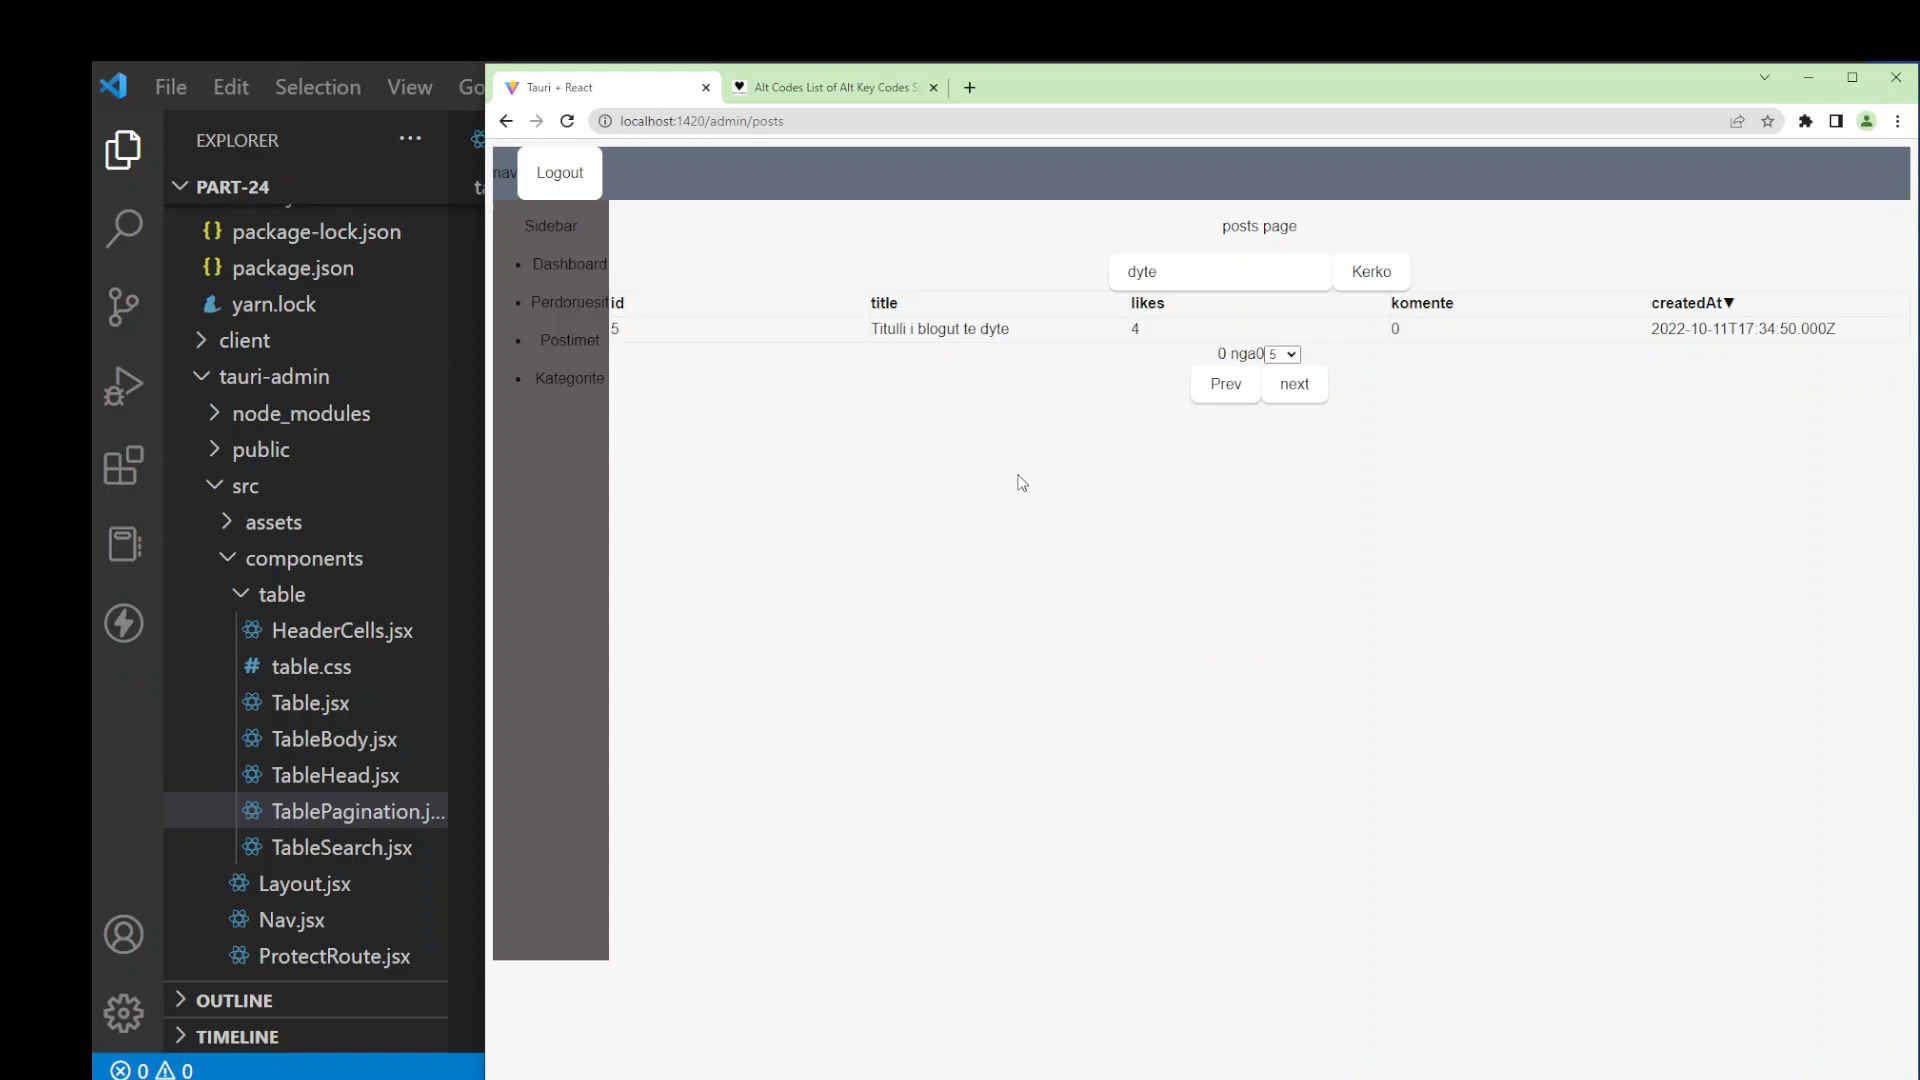 File Edit Selection View Go
EXPLORER
PART-24
package-lock.json
package.json
yarn.lock
client
tauri-admin
node_modules
public
src
assets
components
table
HeaderCells.jsx
table.css
Table.jsx
TableBody.jsx
TableHead.jsx
TablePagination.j...
TableSearch.jsx
Layout.jsx
Nav.jsx
ProtectRoute.jsx
OUTLINE
TIMELINE
0 0
Tauri + React
Alt Codes List of Alt Key Codes
localhost:1420/admin/posts
nav Logout
Sidebar
Dashboard
Perdoruesit
Postimet
Kategorite
posts page
dyte Kerko
id title likes komente createdAt▼
5 Titulli i blogut te dyte 4 0 2022-10-11T17:34:50.000Z
0 nga0 5
Prev next